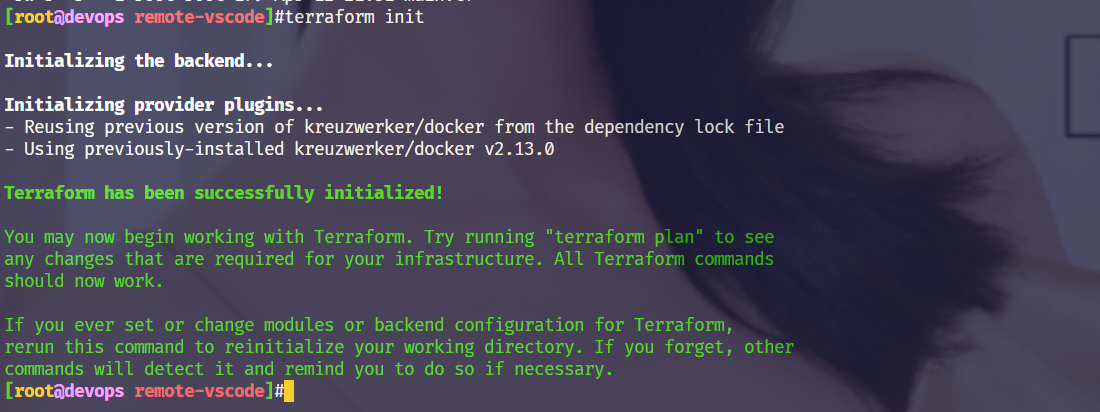 [root@devops remote-vscode]#terraform init
Initializing the backend...
Initializing provider plugins...
- Reusing previous version of kreuzwerker/docker from the dependency lock file
- Using previously-installed kreuzwerker/docker v2.13.0
Terraform has been successfully initialized!
You may now begin working with Terraform. Try running "terraform plan" to see
any changes that are required for your infrastructure. All Terraform commands
should now work.
If you ever set or change modules or backend configuration for Terraform,
rerun this command to reinitialize your working directory. If you forget, other
commands will detect it and remind you to do so if necessary.
[root@devops remote-vscode]#